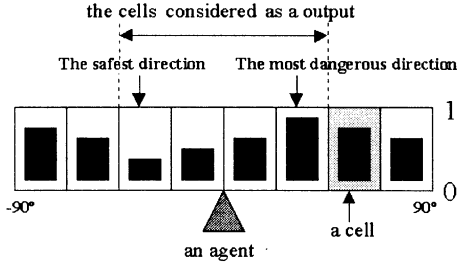 the cells considered as a output
The safest direction
The most dangerous direction
1
0
-90°
90°
a cell
an agent